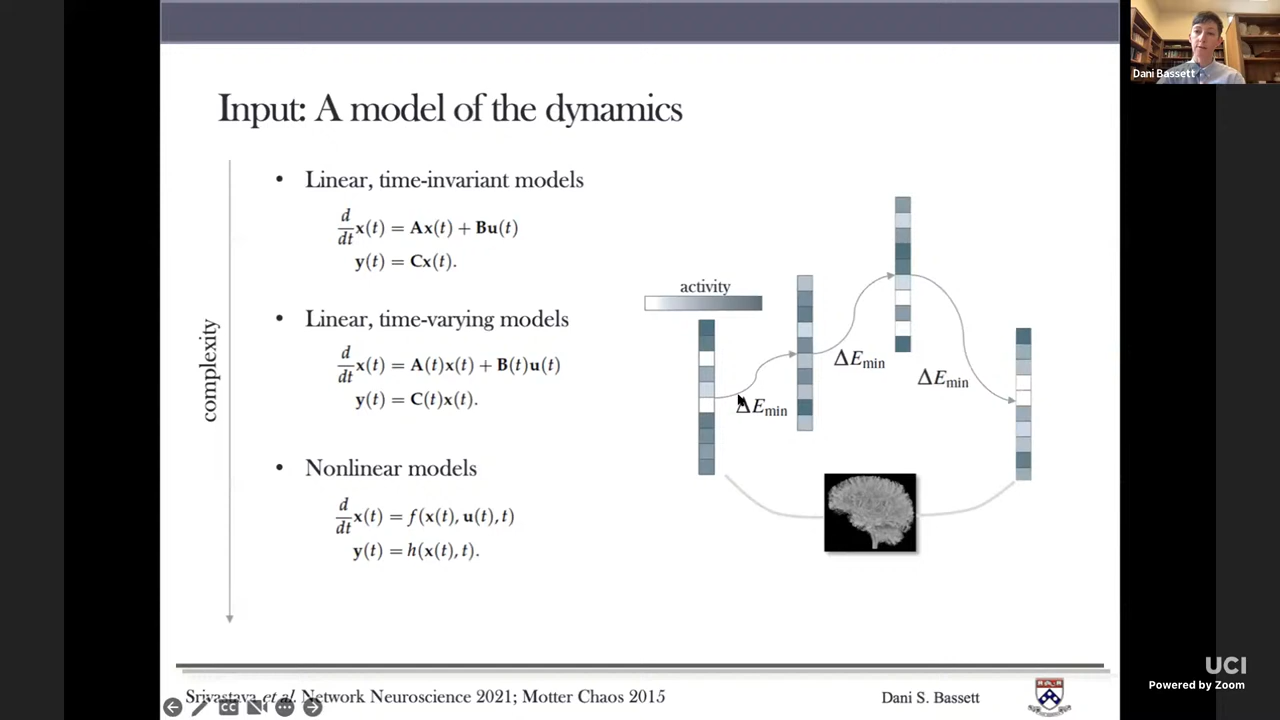 Dani Bassett
Input: A model of the dynamics
complexity
• Linear, time-invariant models
d/dt x(t) = Ax(t) + Bu(t)
y(t) = Cx(t).
• Linear, time-varying models
d/dt x(t) = A(t)x(t) + B(t)u(t)
y(t) = C(t)x(t).
• Nonlinear models
d/dt x(t) = f(x(t), u(t), t)
y(t) = h(x(t), t).
activity
ΔEmin
ΔEmin
ΔEmin
Srivastava et al. Network Neuroscience 2021; Motter Chaos 2015
Dani S. Bassett
CC
UCI
Powered by Zoom